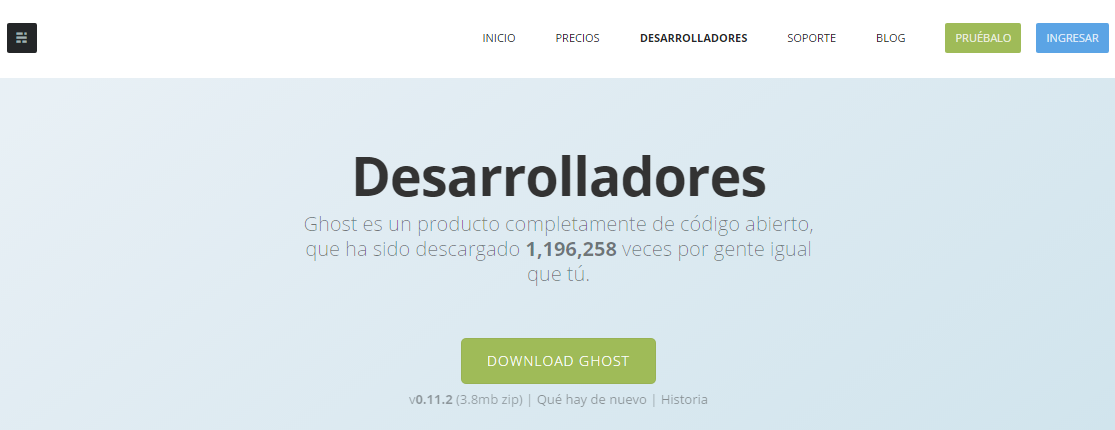 INICIO PRECIOS DESARROLLADORES SOPORTE BLOG PRUÉBALO INGRESAR
Desarrolladores
Ghost es un producto completamente de código abierto,
que ha sido descargado 1,196,258 veces por gente igual
que tú.
DOWNLOAD GHOST
v0.11.2 (3.8mb zip) | Qué hay de nuevo | Historia